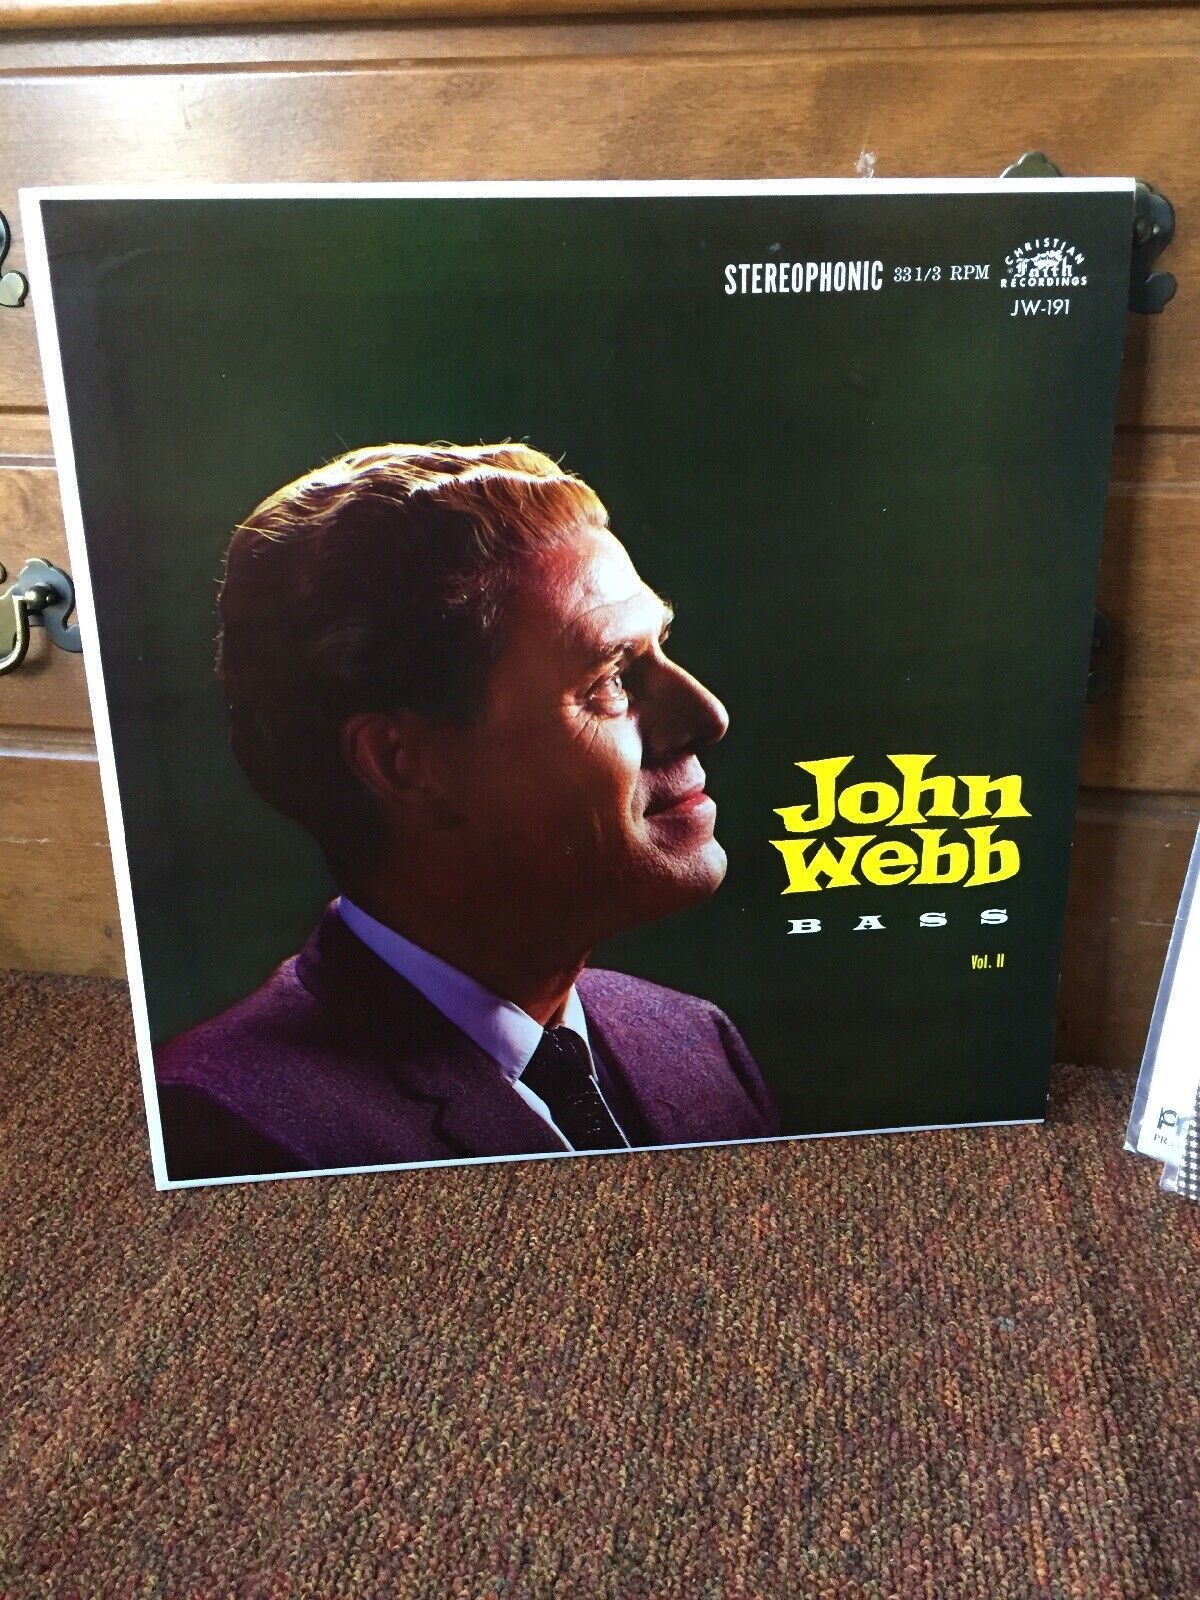 STEREOPHONIC 33 1/3 RPM
CHRISTIAN
Faith
RECORDINGS
JW-191
John
Webb
BASS
Vol. II